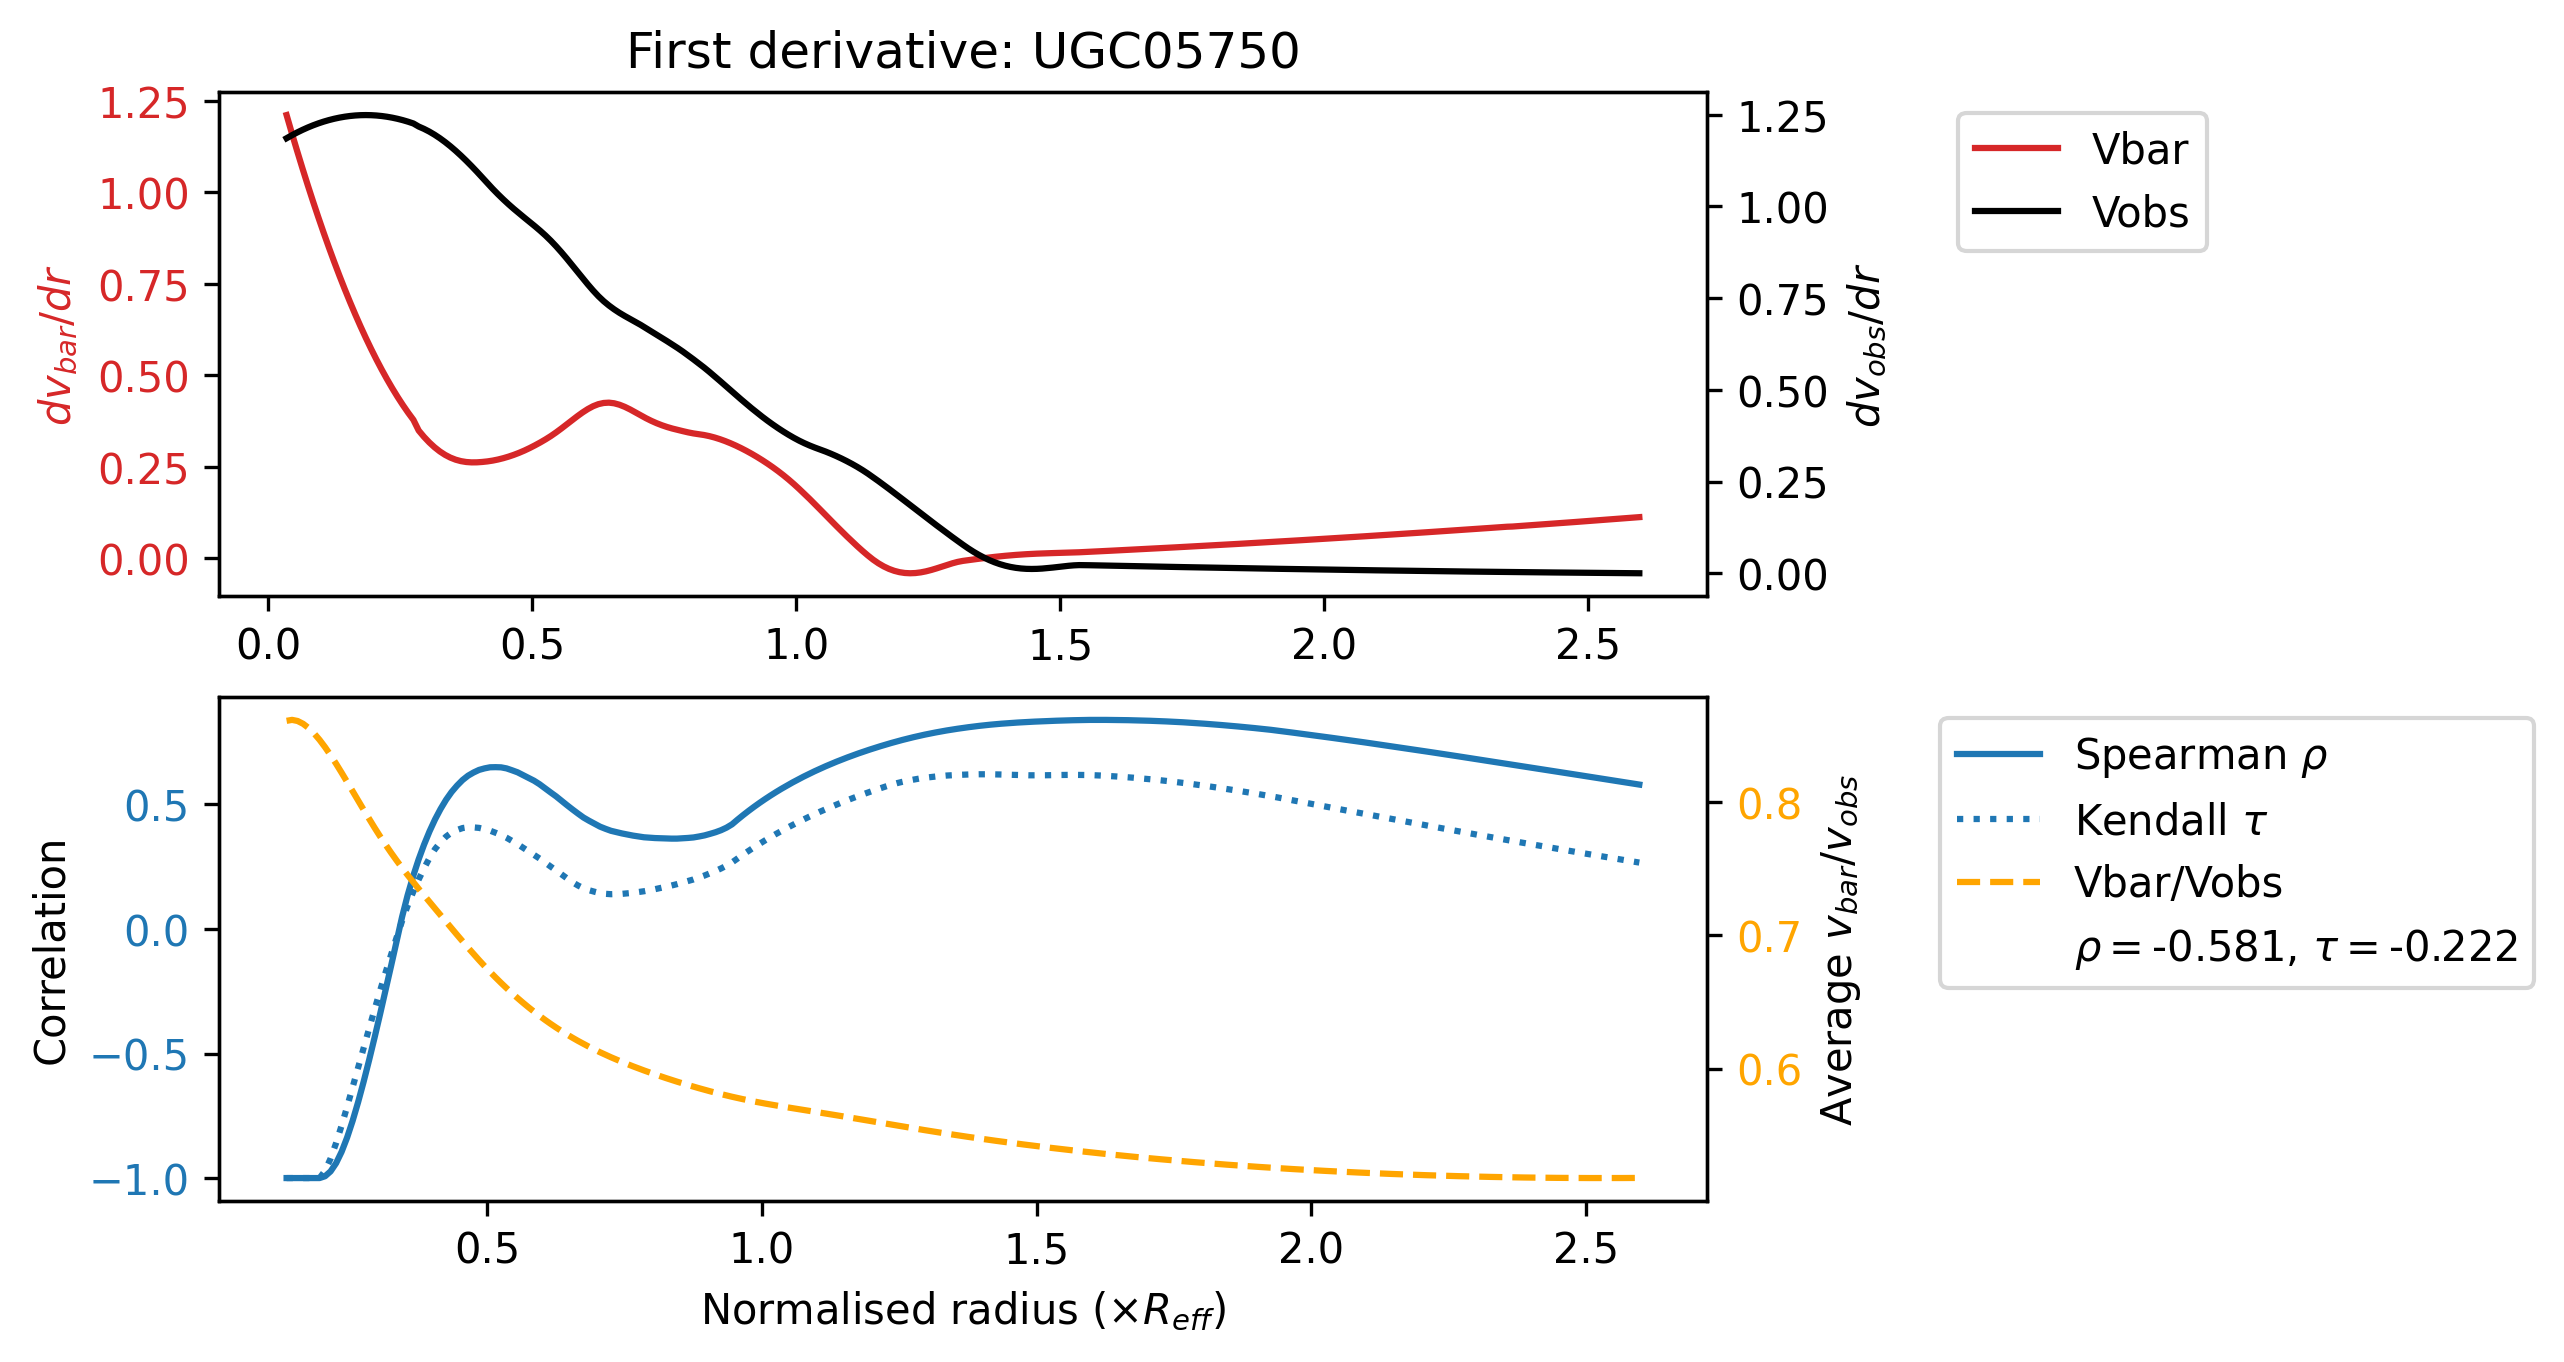 First derivative: UGC05750
1.25
1.00
0.75
0.50
0.25
0.00
dv_bar/dr
1.25
1.00
0.75
0.50
0.25
0.00
dv_obs/dr
Vbar
Vobs
0.0 0.5 1.0 1.5 2.0 2.5
0.5
0.0
−0.5
−1.0
Correlation
0.8
0.7
0.6
Average v_bar/v_obs
Spearman ρ
Kendall τ
Vbar/Vobs
ρ = -0.581, τ = -0.222
0.5 1.0 1.5 2.0 2.5
Normalised radius (×R_eff)